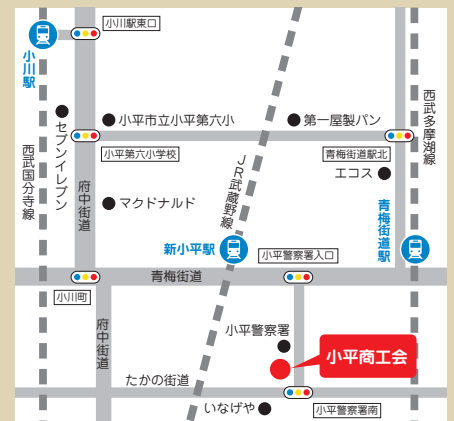 小川駅東口
小川駅
セブンイレブン
小平市立小平第六小
第一屋製パン
西武多摩湖線
小平第六小学校
青梅街道駅北
エコス
西武国分寺線
府中街道
マクドナルド
JR武蔵野線
青梅街道駅
新小平駅
小平警察署入口
青梅街道
小川町
府中街道
小平警察署
小平商工会
たかの街道
いなげや
小平警察署南